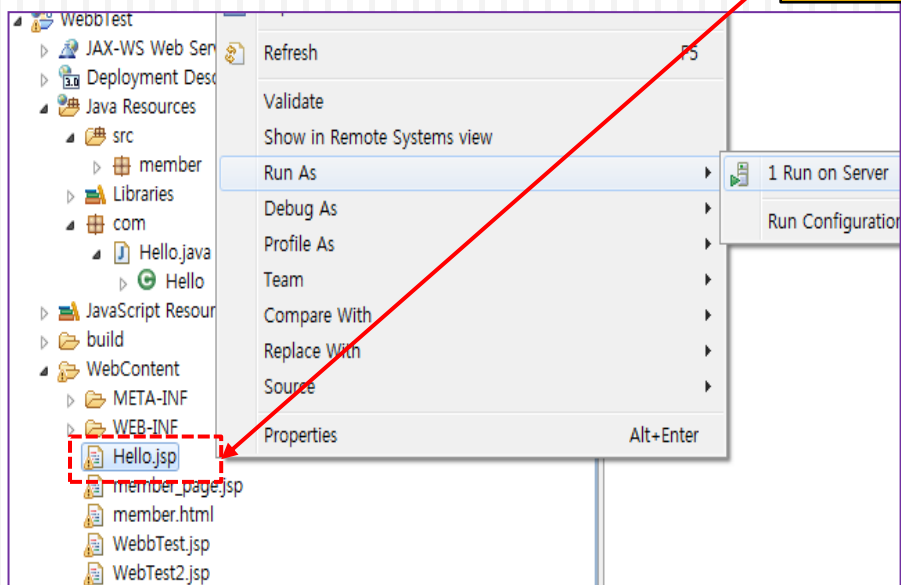 WebbTest
JAX-WS Web Ser
Deployment Desc
Java Resources
src
member
Libraries
com
Hello.java
Hello
JavaScript Resour
build
WebContent
META-INF
WEB-INF
Hello.jsp
member_page.jsp
member.html
WebbTest.jsp
WebTest2.jsp
Refresh F5
Validate
Show in Remote Systems view
Run As
Debug As
Profile As
Team
Compare With
Replace With
Source
Properties Alt+Enter
1 Run on Server
Run Configuration